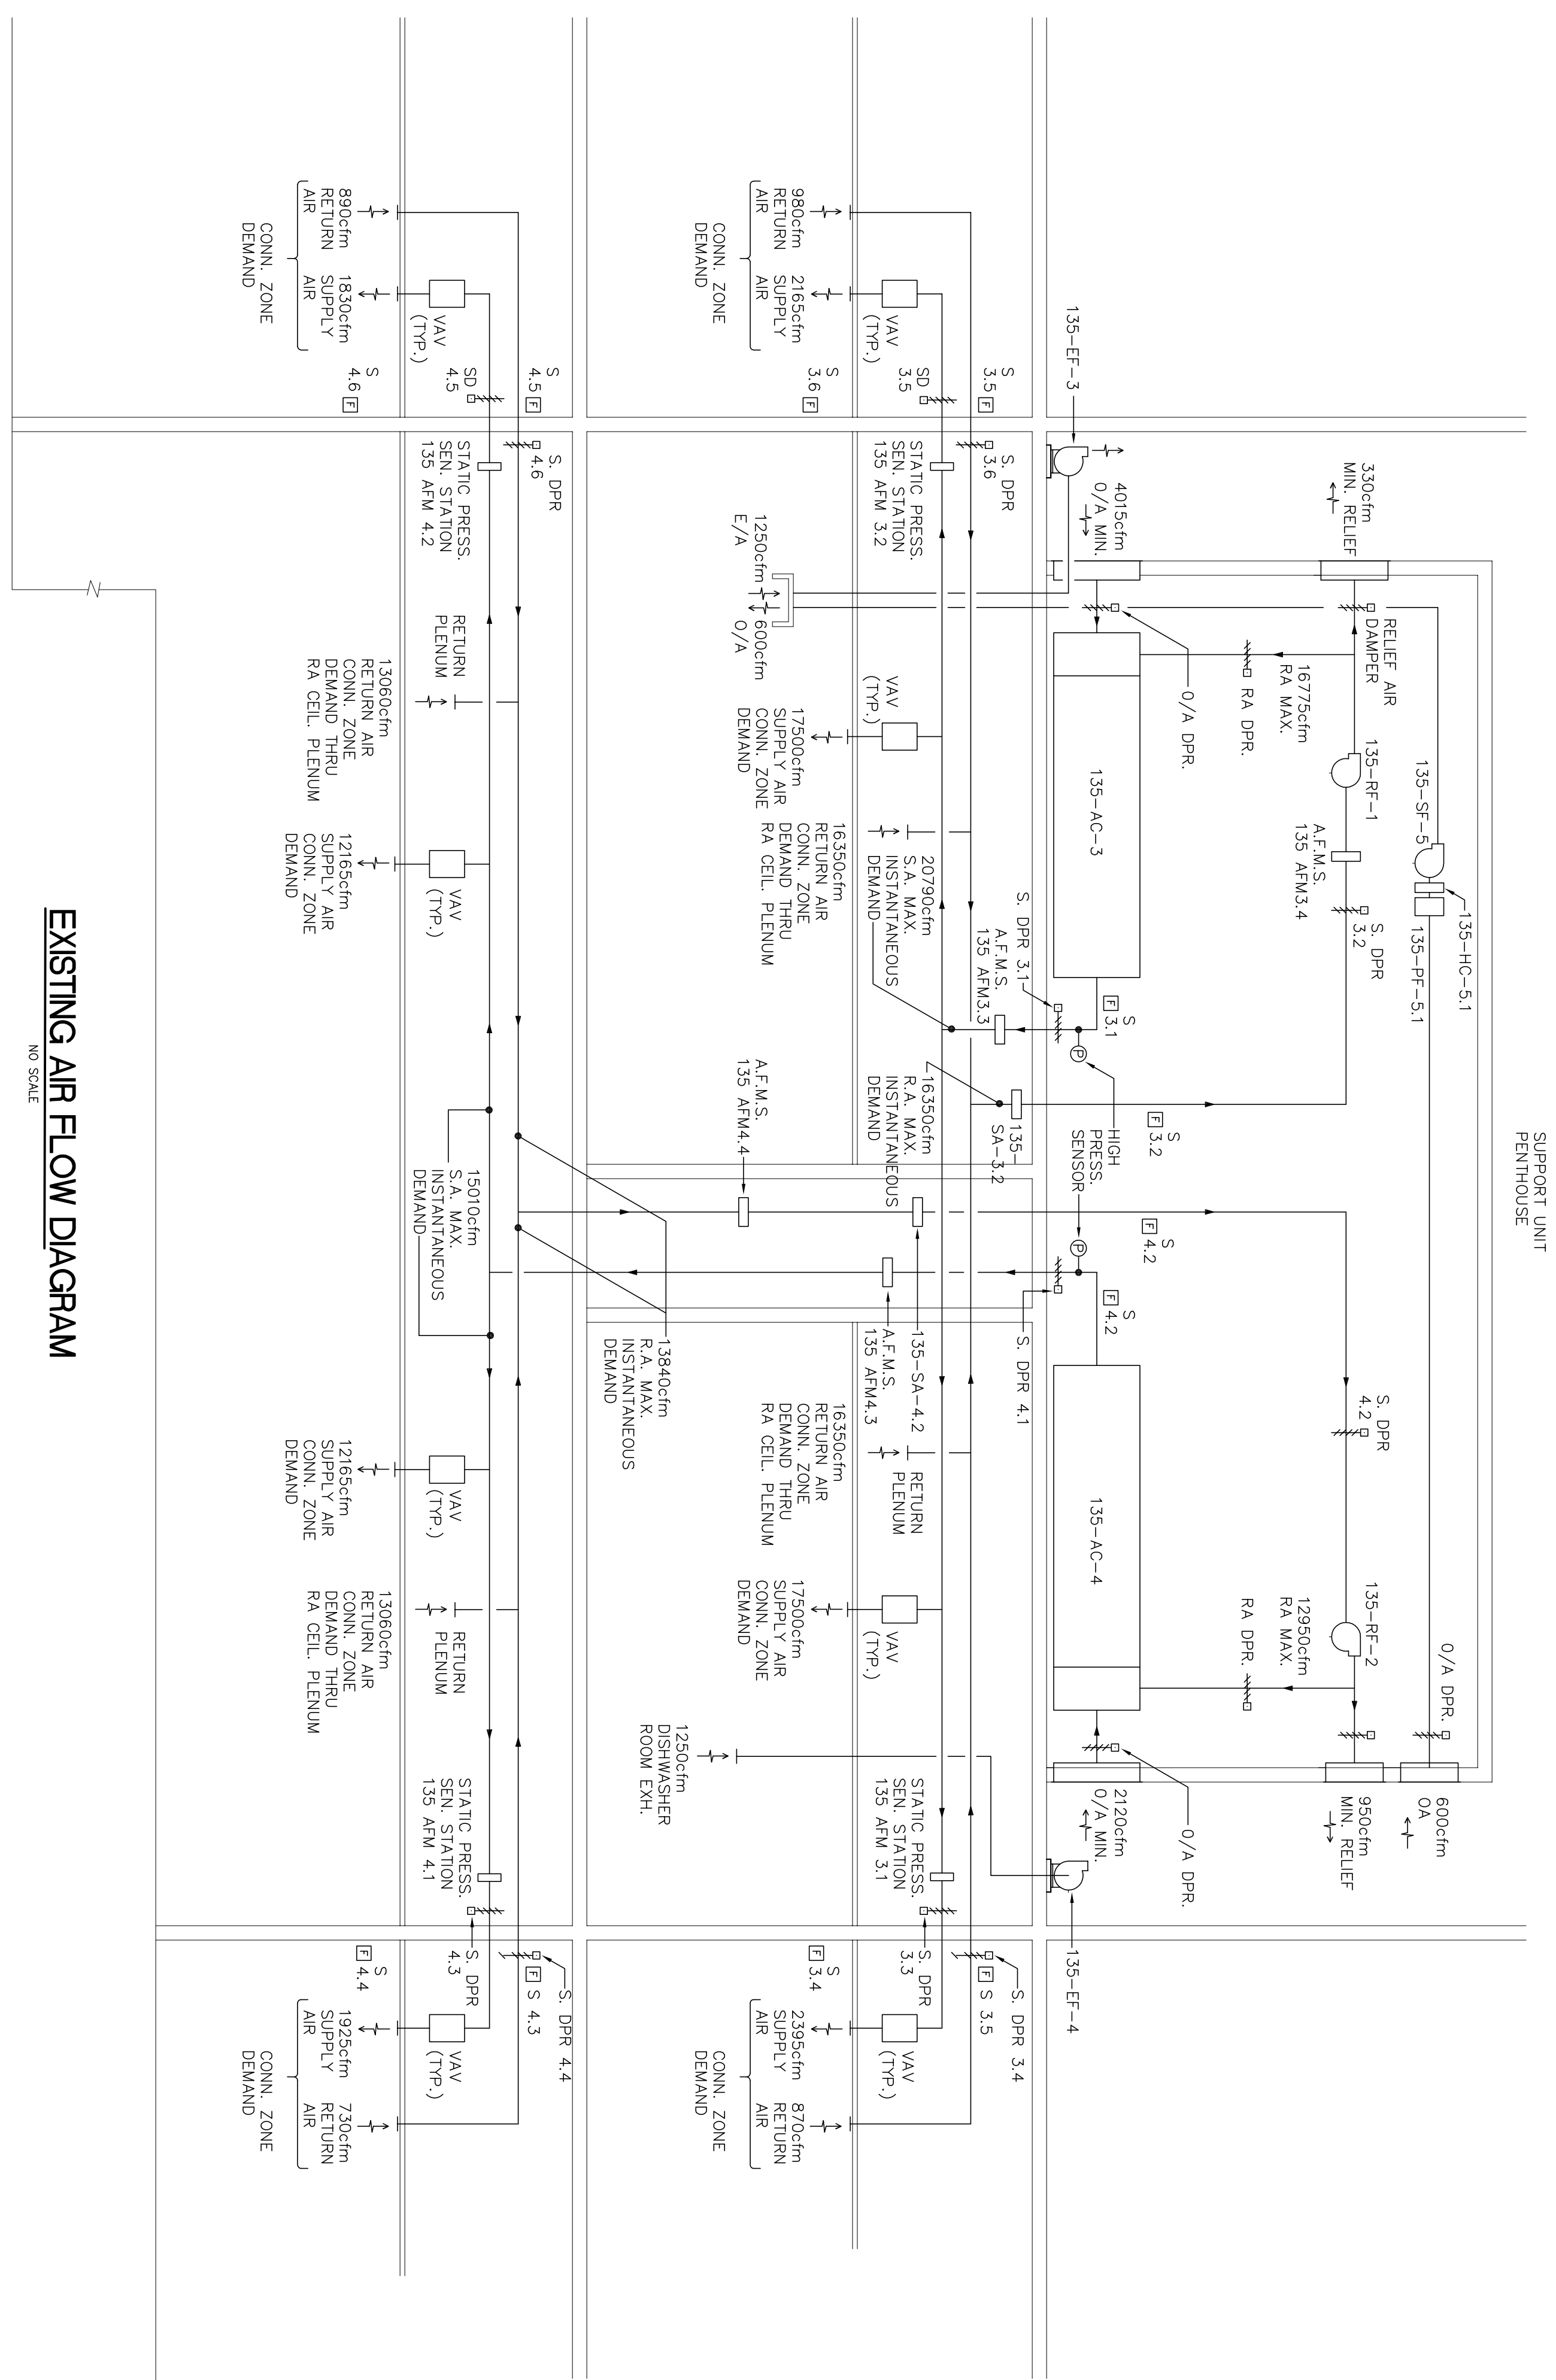 SUPPORT UNIT
PENTHOUSE
135-HC-5.1
135-SF-5
135-PF-5.1
O/A DPR.
600cfm
OA
330cfm
MIN. RELIEF
RELIEF AIR
DAMPER
135-RF-1
A.F.M.S.
135 AFM3.4
S. DPR
3.2
S. DPR
4.2
135-RF-2
950cfm
MIN. RELIEF
16775cfm
RA MAX.
RA DPR.
12950cfm
RA MAX.
RA DPR.
O/A DPR.
O/A DPR.
135-EF-3
4015cfm
O/A MIN.
135-AC-3
S
F 3.1
S
F 3.2
HIGH
PRESS.
SENSOR
P
P
S
F 4.2
S
F 4.2
135-AC-4
2120cfm
O/A MIN.
135-EF-4
S. DPR 3.1
A.F.M.S.
135 AFM3.3
135-
SA-3.2
S. DPR 4.1
S
3.5 F
S. DPR
3.6
SD
3.5
S
3.6 F
STATIC PRESS.
SEN. STATION
135 AFM 3.2
VAV
(TYP.)
980cfm
RETURN
AIR
2165cfm
SUPPLY
AIR
CONN. ZONE
DEMAND
1250cfm
E/A
600cfm
O/A
VAV
(TYP.)
17500cfm
SUPPLY AIR
CONN. ZONE
DEMAND
16350cfm
RETURN AIR
CONN. ZONE
DEMAND THRU
RA CEIL. PLENUM
20790cfm
S.A. MAX.
INSTANTANEOUS
DEMAND
16350cfm
R.A. MAX.
INSTANTANEOUS
DEMAND
A.F.M.S.
135 AFM4.4
135-SA-4.2
A.F.M.S.
135 AFM4.3
RETURN
PLENUM
16350cfm
RETURN AIR
CONN. ZONE
DEMAND THRU
RA CEIL. PLENUM
VAV
(TYP.)
17500cfm
SUPPLY AIR
CONN. ZONE
DEMAND
1250cfm
DISHWASHER
ROOM EXH.
STATIC PRESS.
SEN. STATION
135 AFM 3.1
S. DPR
3.3
S. DPR 3.4
F S 3.5
S
F 3.4
VAV
(TYP.)
2395cfm
SUPPLY
AIR
870cfm
RETURN
AIR
CONN. ZONE
DEMAND
S
4.5 F
S. DPR
4.6
SD
4.5
S
4.6 F
STATIC PRESS.
SEN. STATION
135 AFM 4.2
VAV
(TYP.)
890cfm
RETURN
AIR
1830cfm
SUPPLY
AIR
CONN. ZONE
DEMAND
RETURN
PLENUM
13060cfm
RETURN AIR
CONN. ZONE
DEMAND THRU
RA CEIL. PLENUM
VAV
(TYP.)
12165cfm
SUPPLY AIR
CONN. ZONE
DEMAND
15010cfm
S.A. MAX.
INSTANTANEOUS
DEMAND
13840cfm
R.A. MAX.
INSTANTANEOUS
DEMAND
VAV
(TYP.)
12165cfm
SUPPLY AIR
CONN. ZONE
DEMAND
RETURN
PLENUM
13060cfm
RETURN AIR
CONN. ZONE
DEMAND THRU
RA CEIL. PLENUM
STATIC PRESS.
SEN. STATION
135 AFM 4.1
S. DPR
4.3
S. DPR 4.4
F S 4.3
S
F 4.4
VAV
(TYP.)
1925cfm
SUPPLY
AIR
730cfm
RETURN
AIR
CONN. ZONE
DEMAND
EXISTING AIR FLOW DIAGRAM
NO SCALE